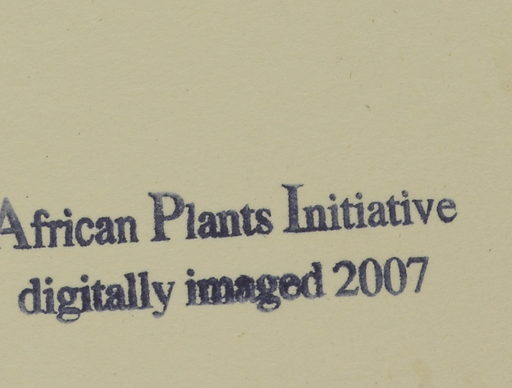 African Plants Initiative
digitally imaged 2007